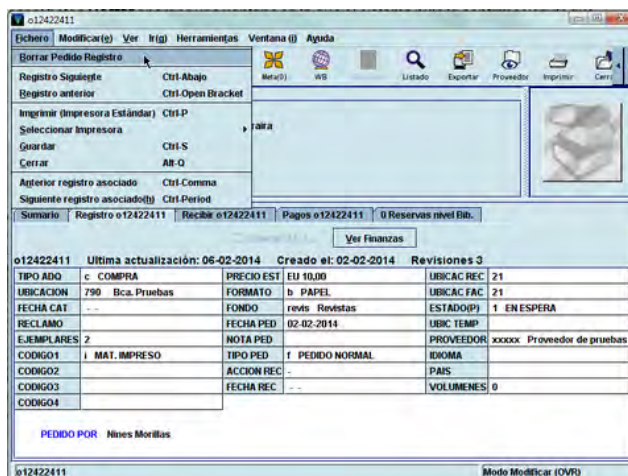 o12422411
Fichero Modificar(e) Ver Ir(g) Herramientas Ventana (i) Ayuda
Borrar Pedido Registro
Registro Siguiente Ctrl-Abajo
Registro anterior Ctrl-Open Bracket
Imprimir (Impresora Estándar) Ctrl-P
Seleccionar Impresora
Guardar Ctrl-S
Cerrar Alt-Q
Anterior registro asociado Ctrl-Comma
Siguiente registro asociado(h) Ctrl-Period
WB Listado Exportar Proveedor Imprimir Cerra
raira
Sumario Registro o12422411 Recibir o12422411 Pagos o12422411 0 Reservas nivel Bib.
Ver Finanzas
o12422411 Ultima actualización: 06-02-2014 Creado el: 02-02-2014 Revisiones 3
TIPO ADQ c COMPRA PRECIO EST EU 10,00 UBICAC REC 21
UBICACION 790 Bca. Pruebas FORMATO b PAPEL UBICAC FAC 21
FECHA CAT - - FONDO revis Revistas ESTADO(P) 1 EN ESPERA
RECLAMO FECHA PED 02-02-2014 UBIC TEMP
EJEMPLARES 2 NOTA PED PROVEEDOR xxxxx Proveedor de pruebas
CODIGO1 i MAT. IMPRESO TIPO PED f PEDIDO NORMAL IDIOMA
CODIGO2 ACCION REC - PAIS
CODIGO3 FECHA REC - - VOLUMENES 0
CODIGO4
PEDIDO POR Nines Morillas
o12422411 Modo Modificar (OVR)